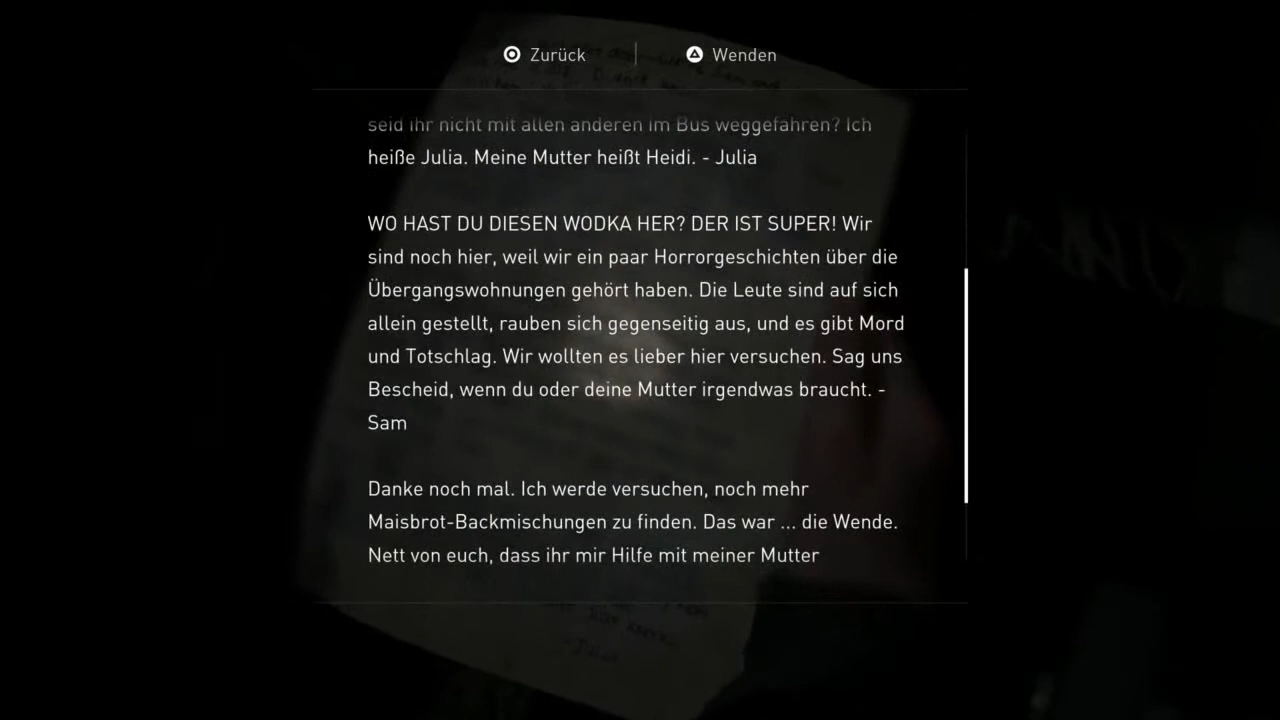 Zurück
Wenden
seid ihr nicht mit allen anderen im Bus weggefahren? Ich
heiße Julia. Meine Mutter heißt Heidi. - Julia
WO HAST DU DIESEN WODKA HER? DER IST SUPER! Wir
sind noch hier, weil wir ein paar Horrorgeschichten über die
Übergangswohnungen gehört haben. Die Leute sind auf sich
allein gestellt, rauben sich gegenseitig aus, und es gibt Mord
und Totschlag. Wir wollten es lieber hier versuchen. Sag uns
Bescheid, wenn du oder deine Mutter irgendwas braucht. -
Sam
Danke noch mal. Ich werde versuchen, noch mehr
Maisbrot-Backmischungen zu finden. Das war ... die Wende.
Nett von euch, dass ihr mir Hilfe mit meiner Mutter